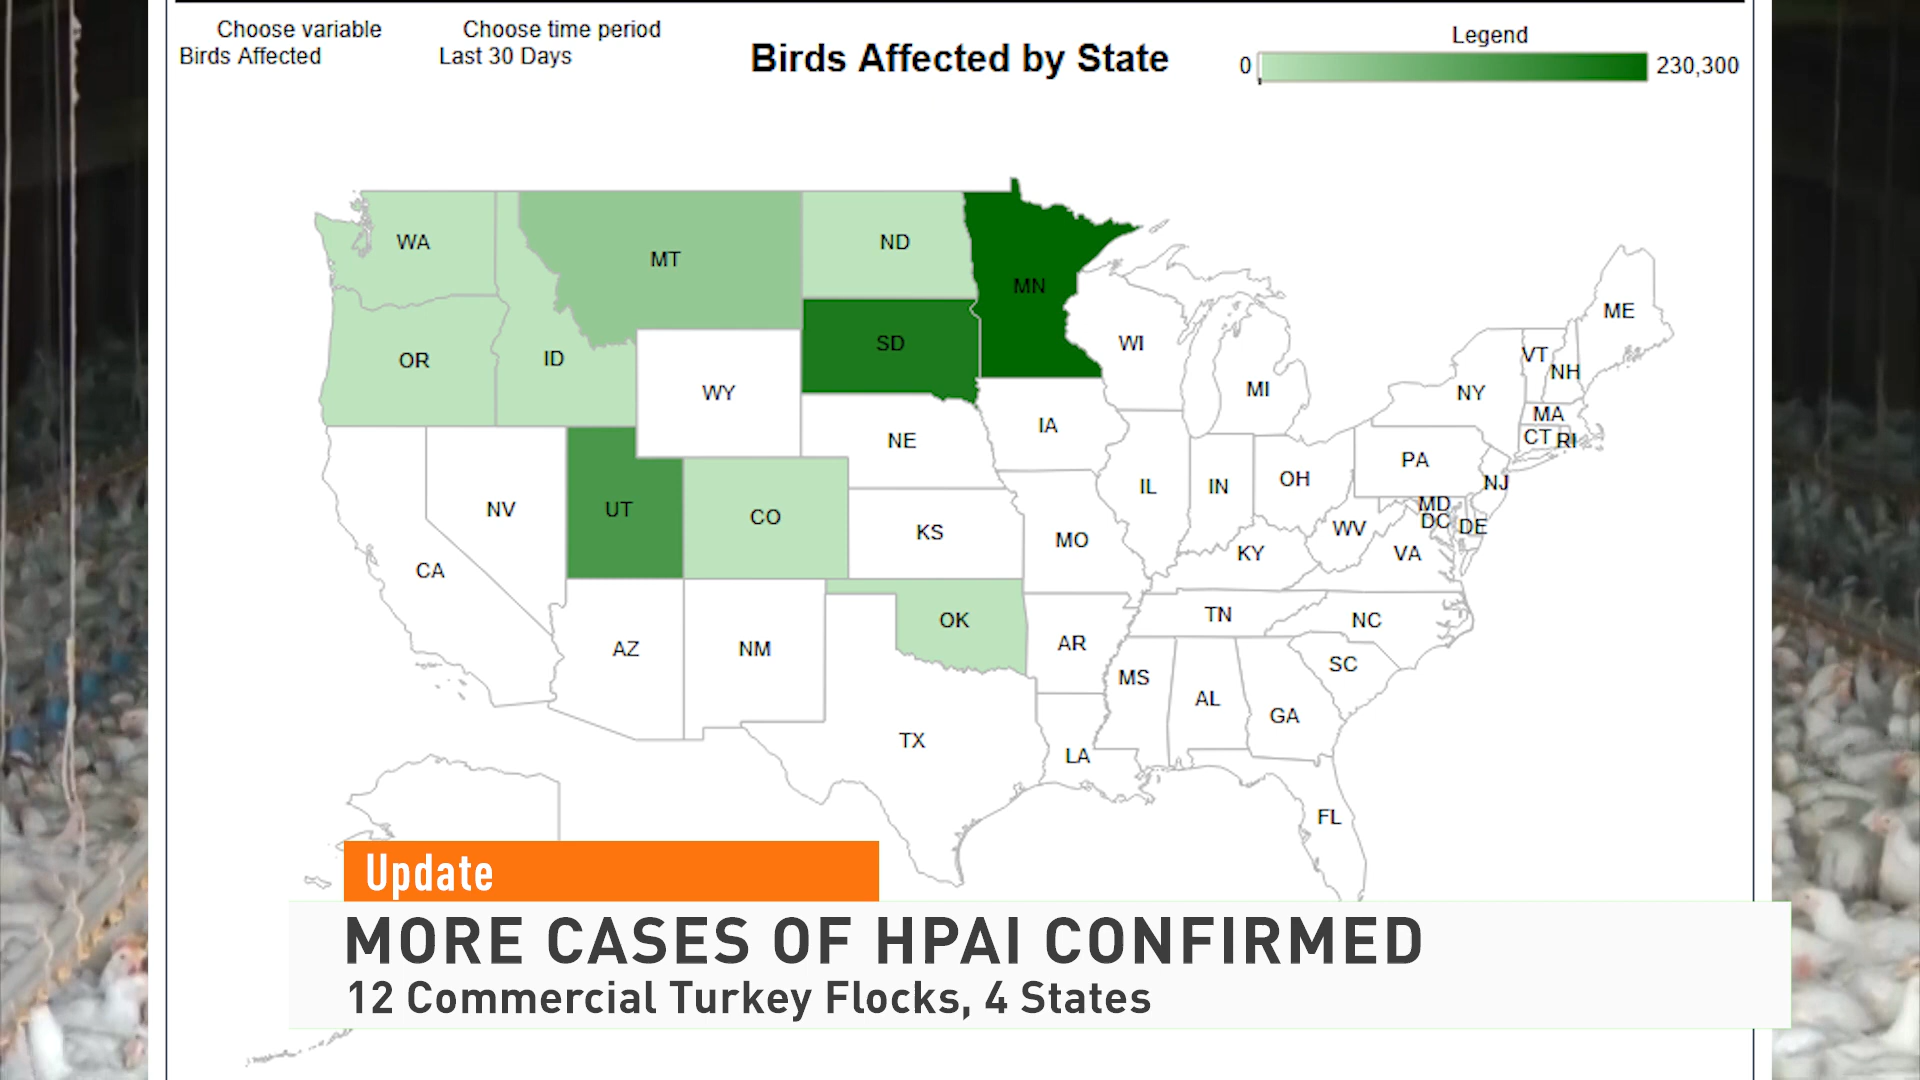 Choose variable
Birds Affected
Choose time period
Last 30 Days
Birds Affected by State
Legend
0
230,300
WA
MT
ND
MN
OR
ID
SD
WI
WY
MI
ME
VT
NH
NY
MA
CT
RI
IA
NE
PA
NJ
IL
IN
OH
MD
DC
DE
NV
UT
CO
KS
MO
WV
KY
VA
CA
OK
TN
NC
AZ
NM
AR
MS
SC
AL
GA
TX
LA
FL
Update
MORE CASES OF HPAI CONFIRMED
12 Commercial Turkey Flocks, 4 States